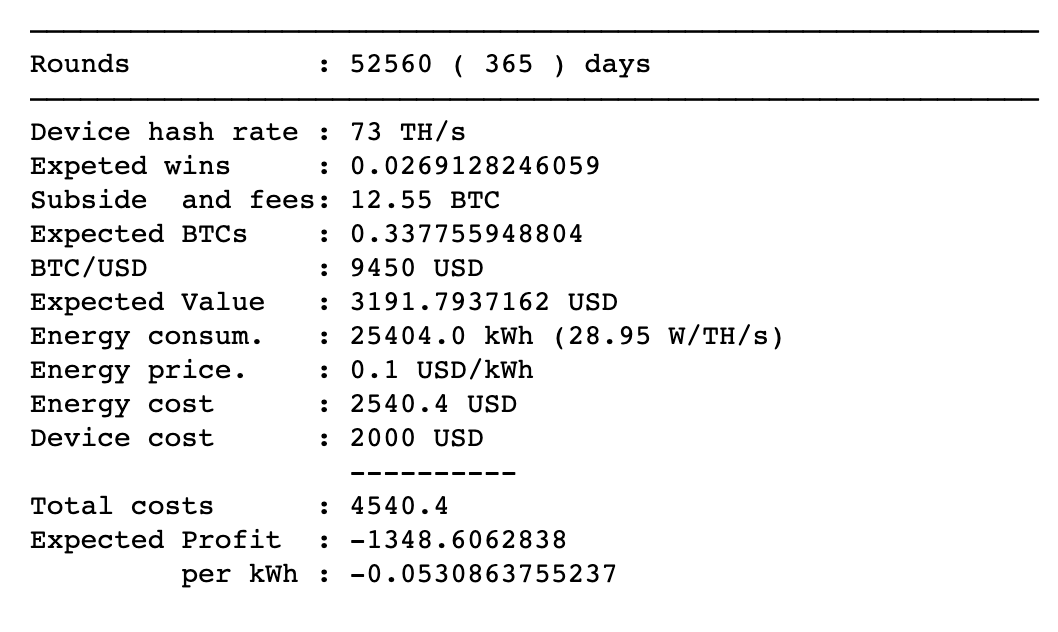 Rounds : 52560 ( 365 ) days
Device hash rate : 73 TH/s
Expeted wins : 0.0269128246059
Subside  and fees: 12.55 BTC
Expected BTCs : 0.337755948804
BTC/USD : 9450 USD
Expected Value : 3191.7937162 USD
Energy consum. : 25404.0 kWh (28.95 W/TH/s)
Energy price. : 0.1 USD/kWh
Energy cost : 2540.4 USD
Device cost : 2000 USD
----------
Total costs : 4540.4
Expected Profit : -1348.6062838
per kWh : -0.0530863755237